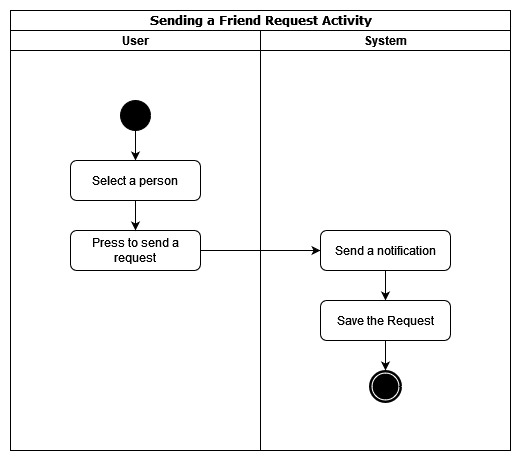 Sending a Friend Request Activity
User
System
Select a person
Press to send a
request
Send a notification
Save the Request